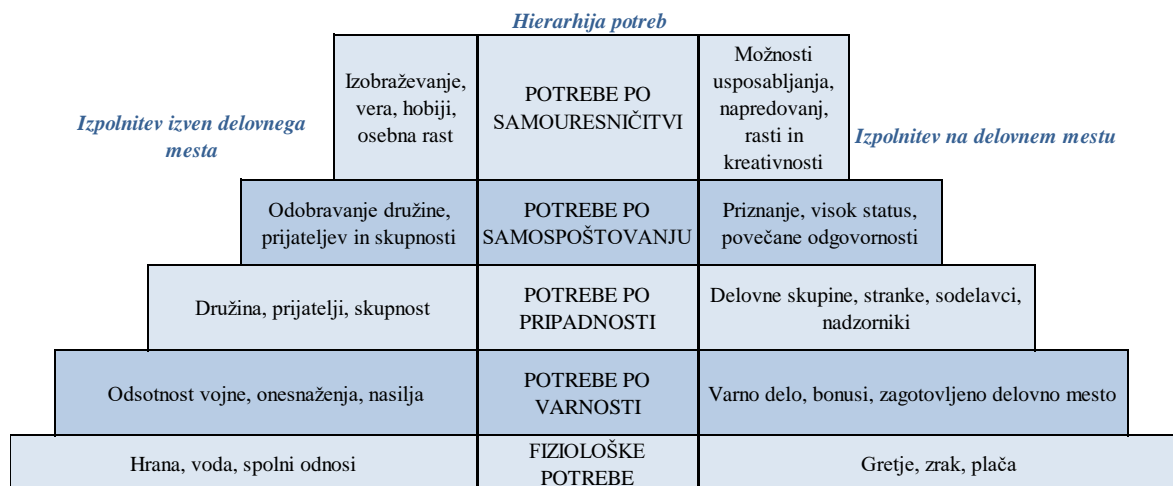 Hierarhija potreb
Izpolnitev izven delovnega
mesta
Izpolnitev na delovnem mestu
Izobraževanje,
vera, hobiji,
osebna rast
POTREBE PO
SAMOURESNIČITVI
Možnosti
usposabljanja,
napredovanj,
rasti in
kreativnosti
Odobravanje družine,
prijateljev in skupnosti
POTREBE PO
SAMOSPOŠTOVANJU
Priznanje, visok status,
povečane odgovornosti
Družina, prijatelji, skupnost
POTREBE PO
PRIPADNOSTI
Delovne skupine, stranke, sodelavci,
nadzorniki
Odsotnost vojne, onesnaženja, nasilja
POTREBE PO
VARNOSTI
Varno delo, bonusi, zagotovljeno delovno mesto
Hrana, voda, spolni odnosi
FIZIOLOŠKE
POTREBE
Gretje, zrak, plača